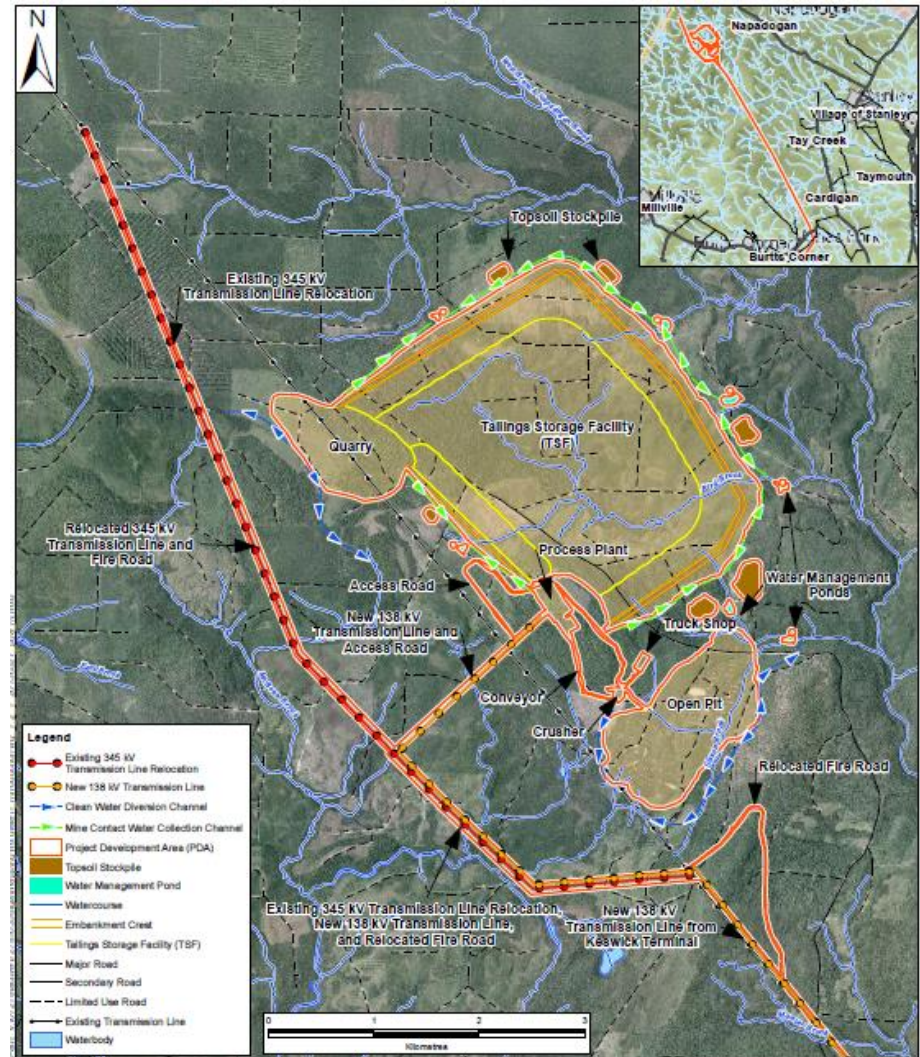 N
Napadogan
Village of Stanley
Tay Creek
Taymouth
Cardigan
Millville
Burtts Corner
Topsoil Stockpile
Existing 345 kV
Transmission Line Relocation
Tailings Storage Facility
(TSF)
Quarry
Bird Brook
Relocated 345 kV
Transmission Line and
Fire Road
Process Plant
Access Road
Water Management
Ponds
New 138 kV
Transmission Line and
Access Road
Truck Shop
Conveyor
Open Pit
Crusher
Relocated Fire Road
Existing 345 kV Transmission Line Relocation,
New 138 kV Transmission Line,
and Relocated Fire Road
New 138 kV
Transmission Line from
Keswick Terminal
Legend
Existing 345 kV
Transmission Line Relocation
New 138 kV Transmission Line
Clean Water Diversion Channel
Mine Contact Water Collection Channel
Project Development Area (PDA)
Topsoil Stockpile
Water Management Pond
Watercourse
Embankment Crest
Tailings Storage Facility (TSF)
Major Road
Secondary Road
Limited Use Road
Existing Transmission Line
Waterbody
0 1 2 3
Kilometres